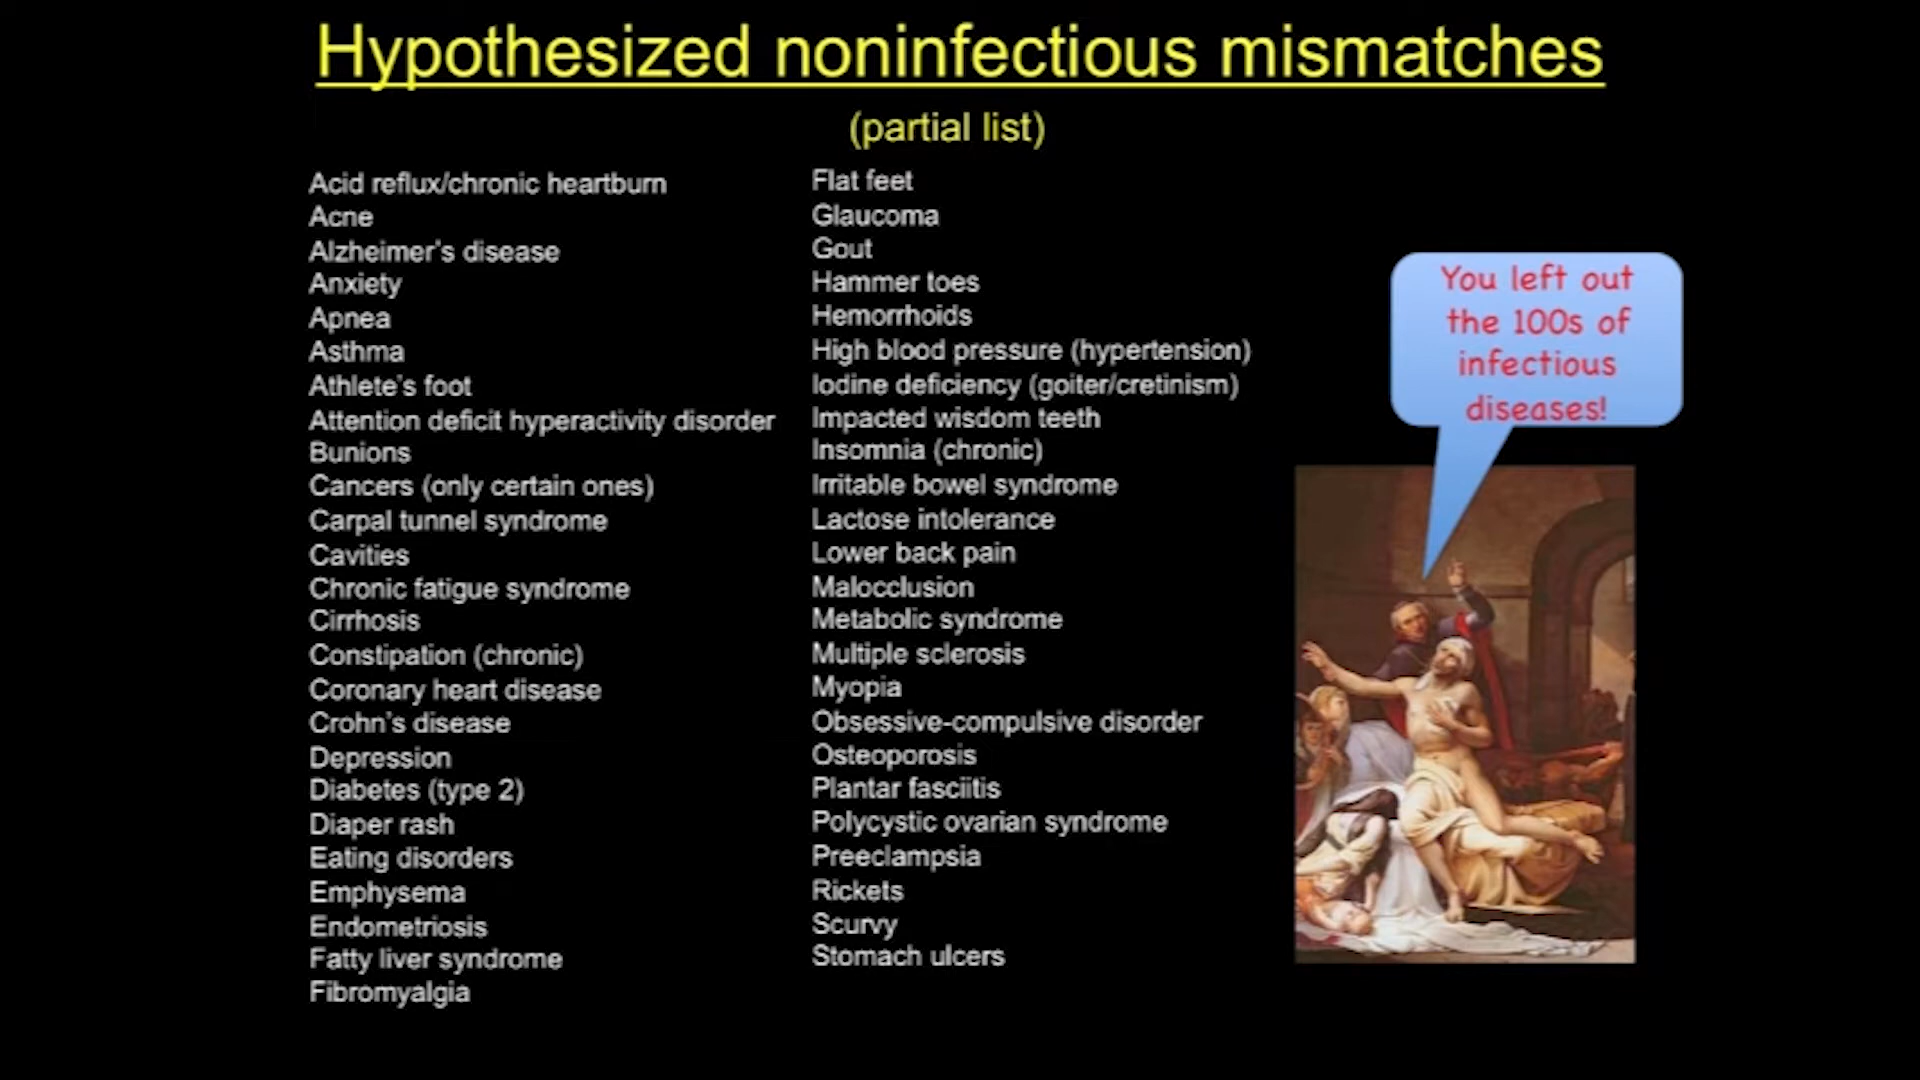 Hypothesized noninfectious mismatches
(partial list)
Acid reflux/chronic heartburn
Acne
Alzheimer's disease
Anxiety
Apnea
Asthma
Athlete's foot
Attention deficit hyperactivity disorder
Bunions
Cancers (only certain ones)
Carpal tunnel syndrome
Cavities
Chronic fatigue syndrome
Cirrhosis
Constipation (chronic)
Coronary heart disease
Crohn's disease
Depression
Diabetes (type 2)
Diaper rash
Eating disorders
Emphysema
Endometriosis
Fatty liver syndrome
Fibromyalgia
Flat feet
Glaucoma
Gout
Hammer toes
Hemorrhoids
High blood pressure (hypertension)
Iodine deficiency (goiter/cretinism)
Impacted wisdom teeth
Insomnia (chronic)
Irritable bowel syndrome
Lactose intolerance
Lower back pain
Malocclusion
Metabolic syndrome
Multiple sclerosis
Myopia
Obsessive-compulsive disorder
Osteoporosis
Plantar fasciitis
Polycystic ovarian syndrome
Preeclampsia
Rickets
Scurvy
Stomach ulcers
You left out
the 100s of
infectious
diseases!